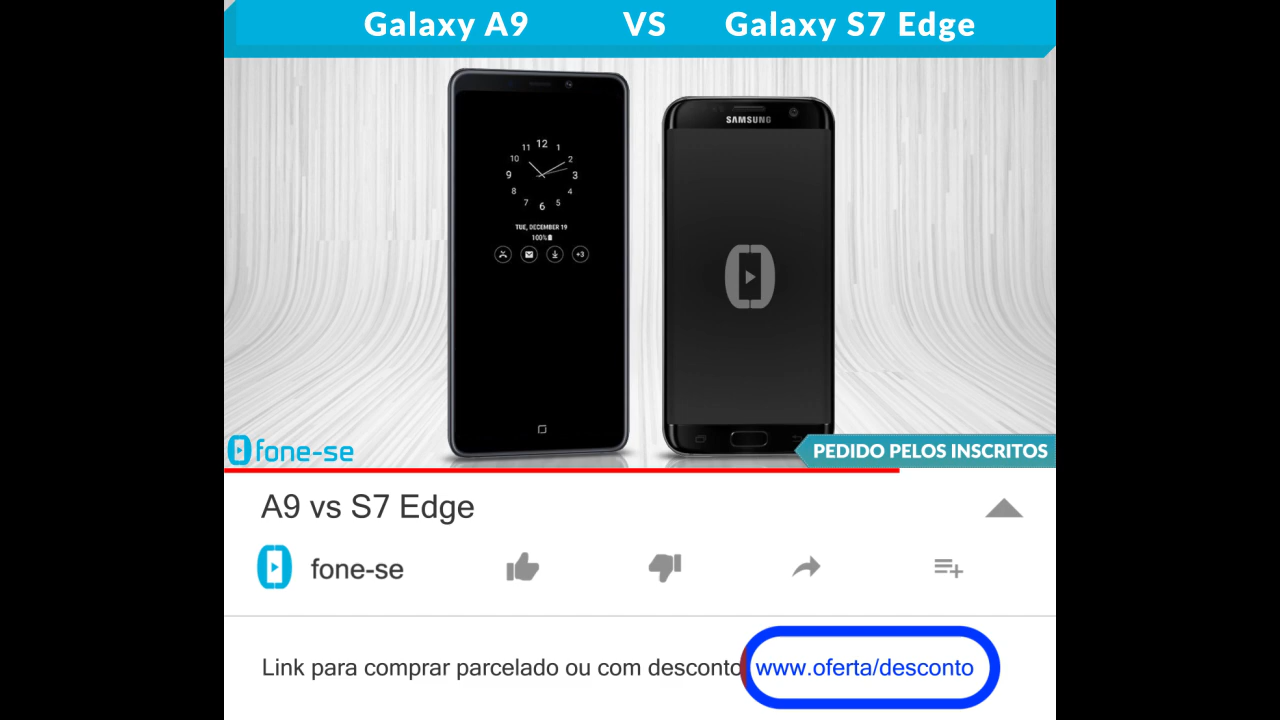 Galaxy A9 VS Galaxy S7 Edge
SAMSUNG
12
11 1
10 2
9 3
8 4
7 5
6
TUE, DECEMBER 19
100%
+3
fone-se
PEDIDO PELOS INSCRITOS
A9 vs S7 Edge
fone-se
Link para comprar parcelado ou com desconto www.oferta/desconto